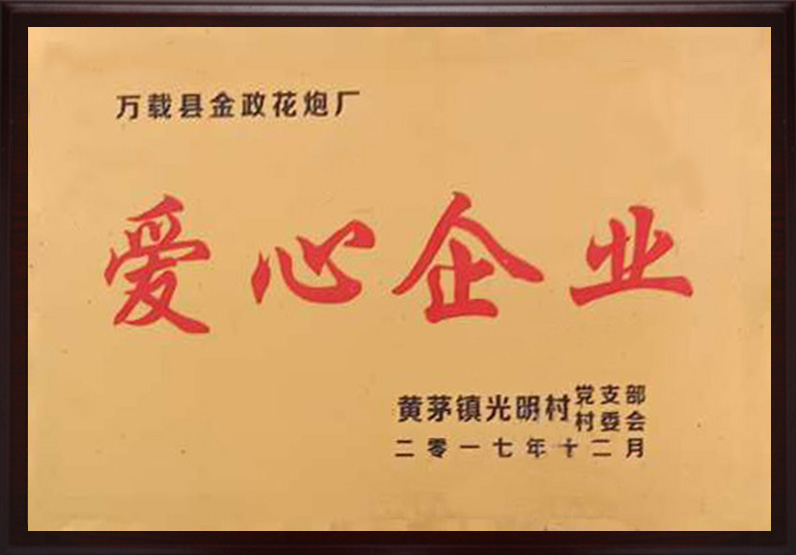 万载县金政花炮厂
爱心企业
黄茅镇光明村党支部
村委会
二零一七年十二月